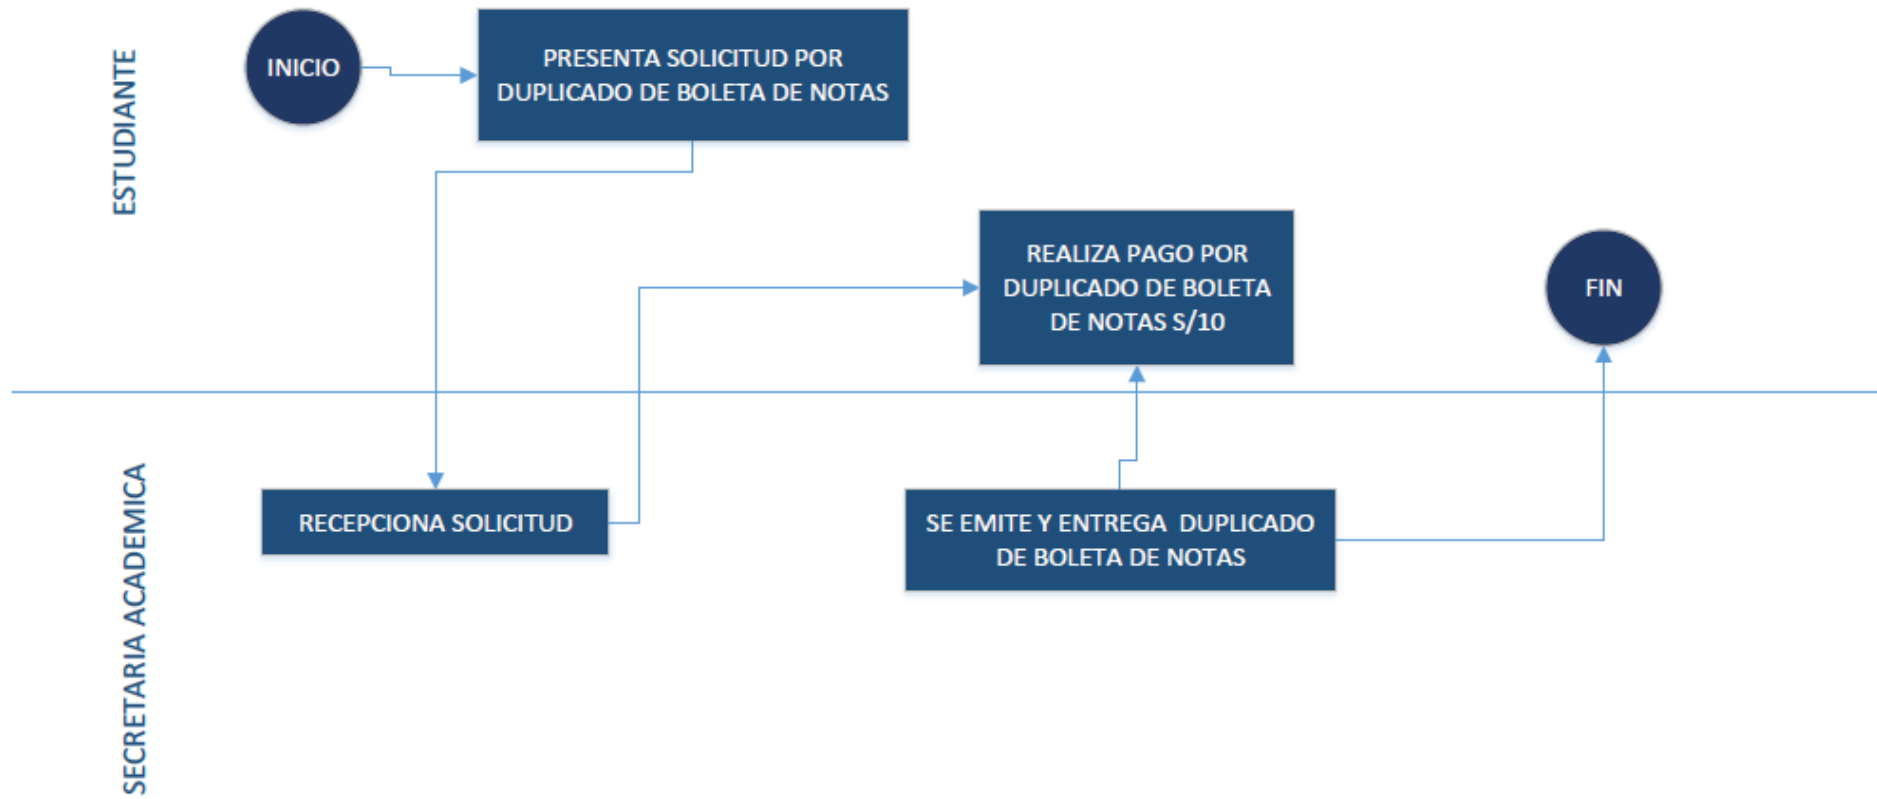 ESTUDIANTE
INICIO
PRESENTA SOLICITUD POR
DUPLICADO DE BOLETA DE NOTAS
REALIZA PAGO POR
DUPLICADO DE BOLETA
DE NOTAS S/10
FIN
SECRETARIA ACADEMICA
RECEPCIONA SOLICITUD
SE EMITE Y ENTREGA DUPLICADO
DE BOLETA DE NOTAS